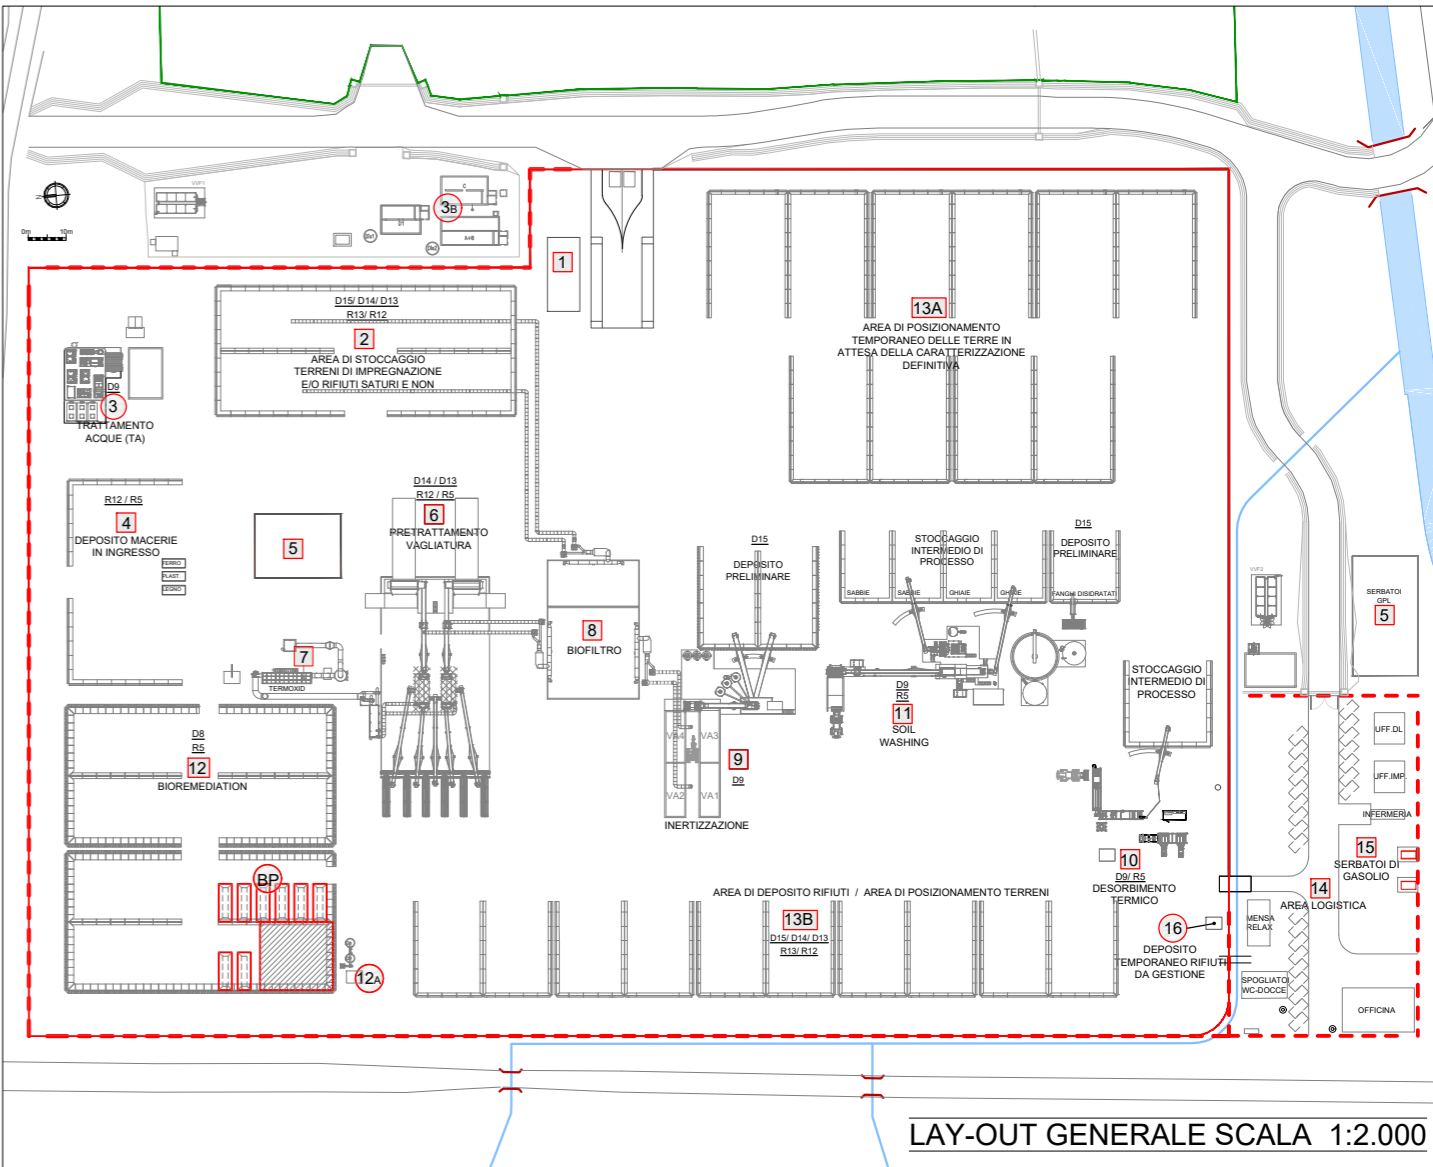 VVF1
C
3B
D1
A+B
Dis1
Dis2
N
0m
10m
1
D15/ D14/ D13
R13/ R12
2
AREA DI STOCCAGGIO
TERRENI DI IMPREGNAZIONE
E/O RIFIUTI SATURI E NON
13A
AREA DI POSIZIONAMENTO
TEMPORANEO DELLE TERRE IN
ATTESA DELLA CARATTERIZZAZIONE
DEFINITIVA
D9
3
TRATTAMENTO
ACQUE (TA)
R12 / R5
4
DEPOSITO MACERIE
IN INGRESSO
FERRO
PLAST.
LEGNO
5
D14 / D13
R12 / R5
6
PRETRATTAMENTO
VAGLIATURA
D15
DEPOSITO
PRELIMINARE
STOCCAGGIO
INTERMEDIO DI
PROCESSO
SABBIE
SABBIE
GHIAIE
GHIAIE
D15
DEPOSITO
PRELIMINARE
FANGHI DISIDRATATI
VVF2
SERBATOI
GPL
5
8
BIOFILTRO
7
TERMOXID
D9
R5
11
SOIL
WASHING
STOCCAGGIO
INTERMEDIO DI
PROCESSO
D8
R5
12
BIOREMEDIATION
VA4
VA3
VA2
VA1
9
D9
INERTIZZAZIONE
UFF.DL
UFF.IMP.
INFERMERIA
15
SERBATOI DI
GASOLIO
10
D9/ R5
DESORBIMENTO
TERMICO
14
AREA LOGISTICA
BP
12A
AREA DI DEPOSITO RIFIUTI / AREA DI POSIZIONAMENTO TERRENI
13B
D15/ D14/ D13
R13/ R12
16
DEPOSITO
TEMPORANEO RIFIUTI
DA GESTIONE
MENSA
RELAX
SPOGLIATOI
WC-DOCCE
OFFICINA
LAY-OUT GENERALE SCALA 1:2.000